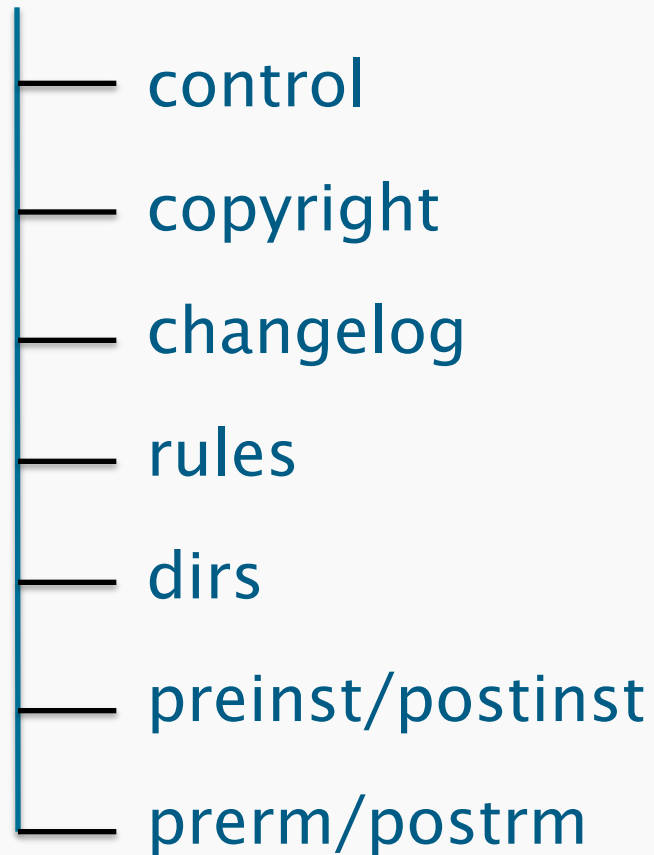 control
copyright
changelog
rules
dirs
preinst/postinst
prerm/postrm